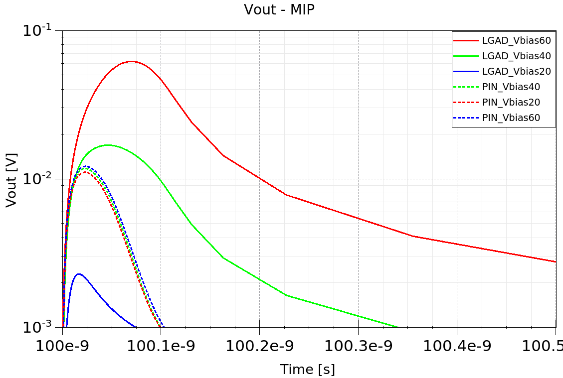 Vout - MIP
10-1
LGAD_Vbias60
LGAD_Vbias40
LGAD_Vbias20
PIN_Vbias40
PIN_Vbias20
PIN_Vbias60
Vout [V]
10-2
10-3
100e-9 100.1e-9 100.2e-9 100.3e-9 100.4e-9 100.5
Time [s]